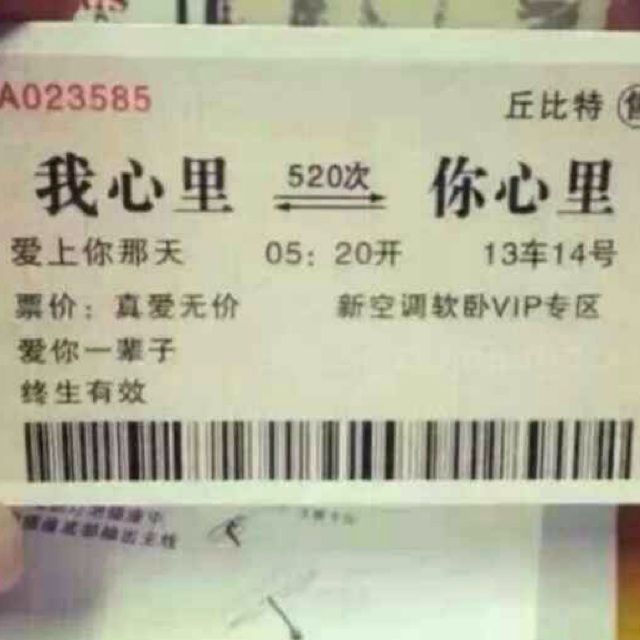 A023585 丘比特 售
我心里 520次 你心里
爱上你那天 05：20开 13车14号
票价：真爱无价 新空调软卧VIP专区
爱你一辈子
终生有效